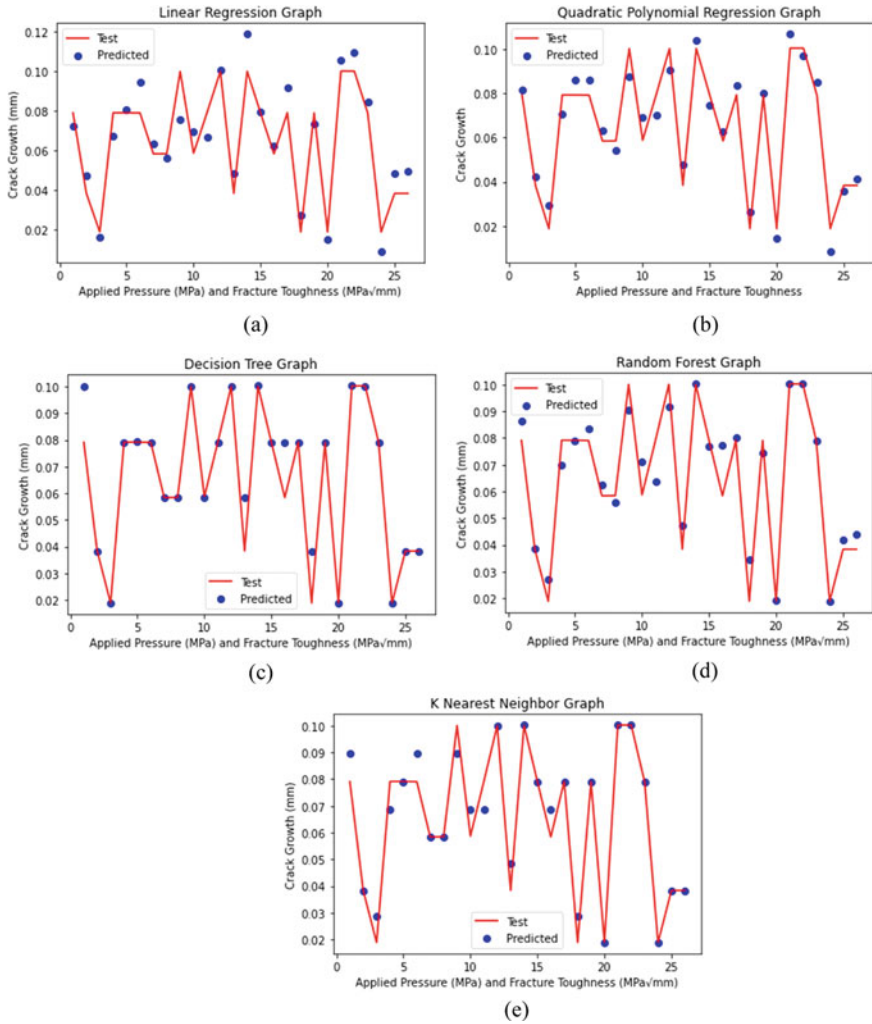 Linear Regression Graph
Test
Predicted
0.12
0.10
0.08
0.06
0.04
0.02
Crack Growth (mm)
0 5 10 15 20 25
Applied Pressure (MPa) and Fracture Toughness (MPa√mm)
(a)
Quadratic Polynomial Regression Graph
Test
Predicted
0.10
0.08
0.06
0.04
0.02
Crack Growth
0 5 10 15 20 25
Applied Pressure and Fracture Toughness
(b)
Decision Tree Graph
0.10
0.09
0.08
0.07
0.06
0.05
0.04
0.03
0.02
Crack Growth (mm)
Test
Predicted
0 5 10 15 20 25
Applied Pressure (MPa) and Fracture Toughness (MPa√mm)
(c)
Random Forest Graph
Test
Predicted
0.10
0.09
0.08
0.07
0.06
0.05
0.04
0.03
0.02
Crack Growth (mm)
0 5 10 15 20 25
Applied Pressure (MPa) and Fracture Toughness (MPa√mm)
(d)
K Nearest Neighbor Graph
0.10
0.09
0.08
0.07
0.06
0.05
0.04
0.03
0.02
Crack Growth (mm)
Test
Predicted
0 5 10 15 20 25
Applied Pressure (MPa) and Fracture Toughness (MPa√mm)
(e)